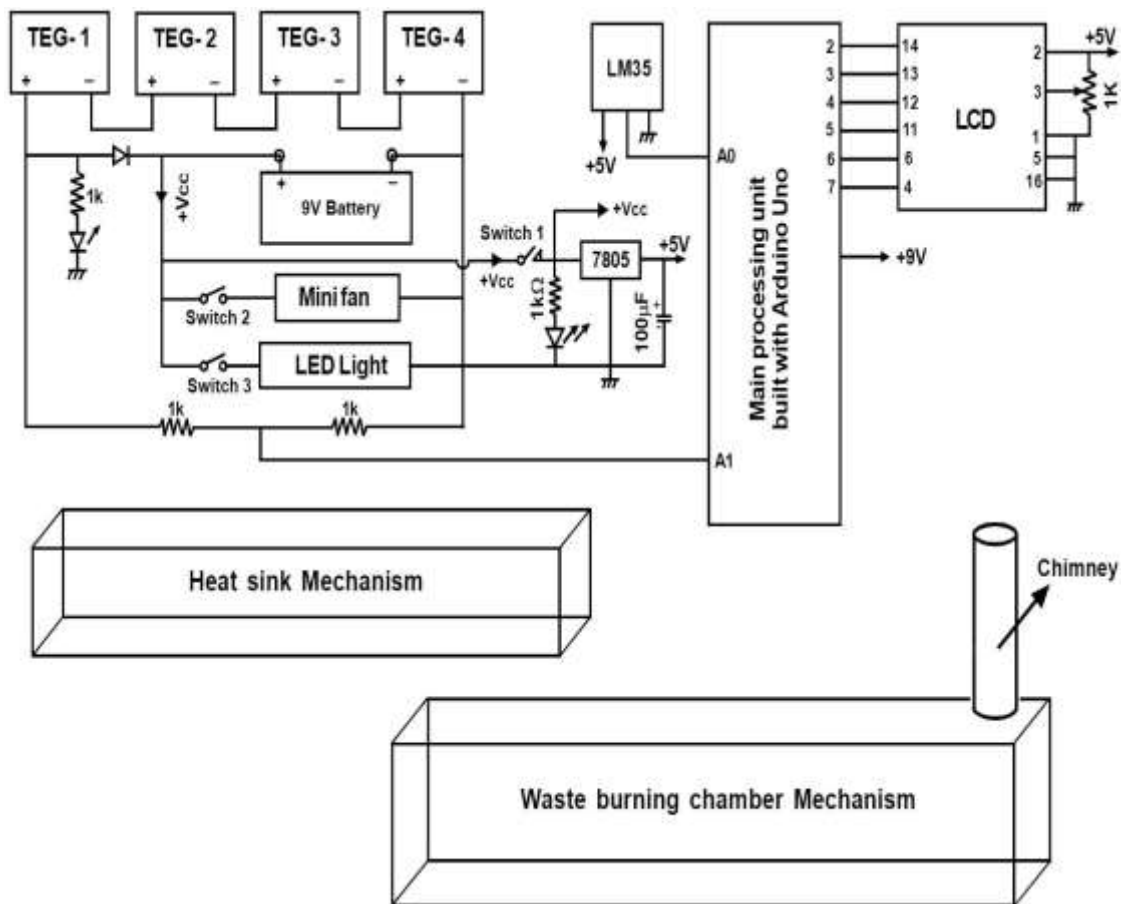 TEG- 1
TEG- 2
TEG- 3
TEG- 4
+ −
+ −
+ −
+ −
LM35
+5V
A0
2 14
3 13
4 12
5 11
6 6
7 4
LCD
2
3
1
5
16
+5V
1K
1k
+Vcc
+ −
9V Battery
Switch 1
+Vcc
+Vcc
7805
+5V
1kΩ
100µF
+
-
+9V
Switch 2
Mini fan
Switch 3
LED Light
1k
1k
A1
Main processing unit
built with Arduino Uno
Heat sink Mechanism
Chimney
Waste burning chamber Mechanism